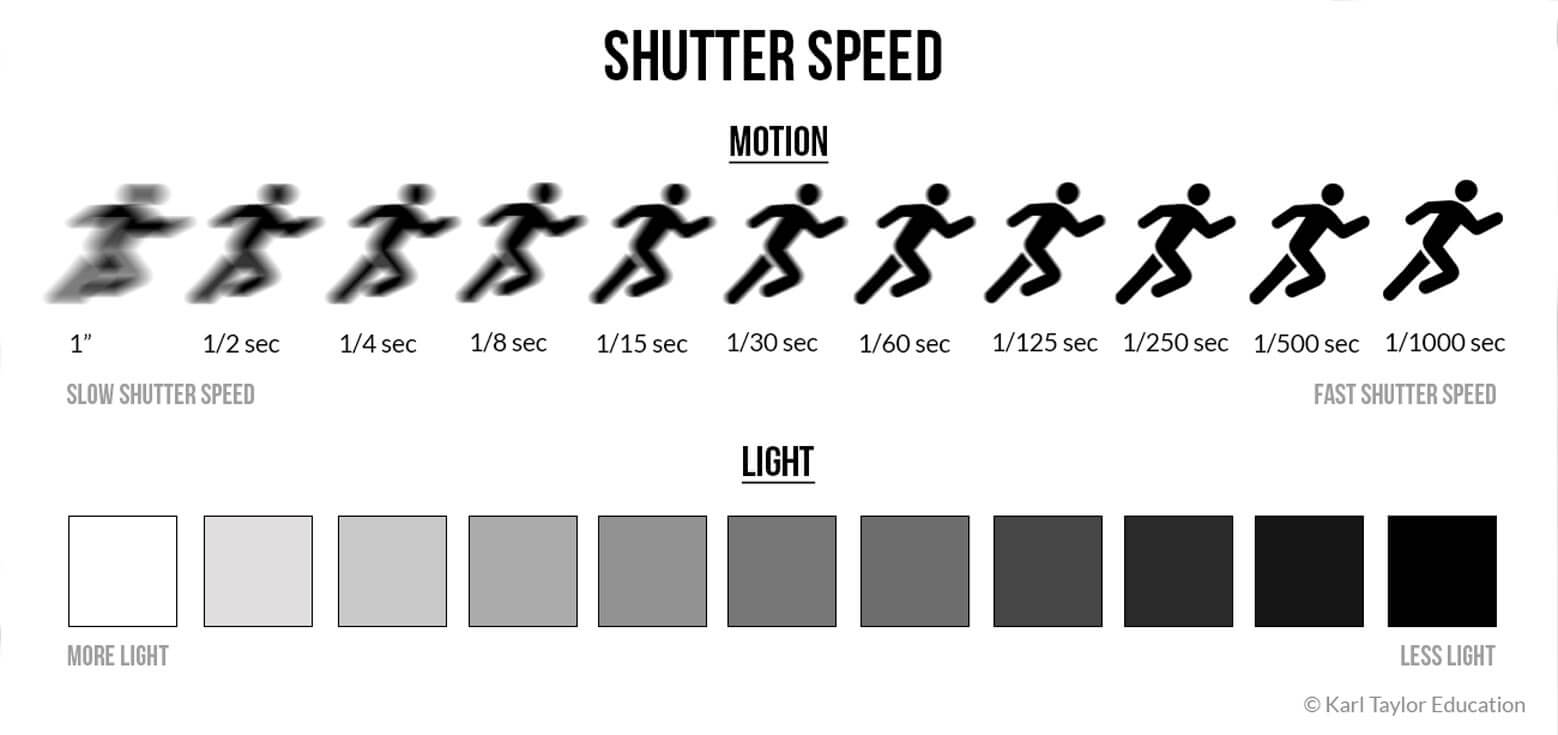 SHUTTER SPEED
MOTION
1” 1/2 sec 1/4 sec 1/8 sec 1/15 sec 1/30 sec 1/60 sec 1/125 sec 1/250 sec 1/500 sec 1/1000 sec
SLOW SHUTTER SPEED FAST SHUTTER SPEED
LIGHT
MORE LIGHT LESS LIGHT
© Karl Taylor Education